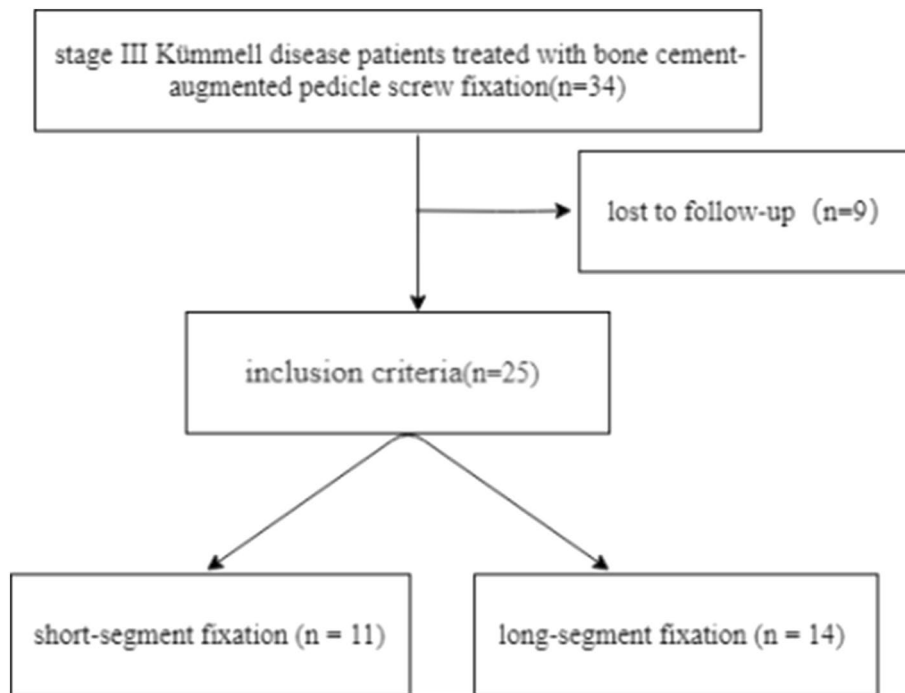 stage III Kümmell disease patients treated with bone cement-
augmented pedicle screw fixation(n=34)
lost to follow-up (n=9)
inclusion criteria(n=25)
short-segment fixation (n = 11)
long-segment fixation (n = 14)